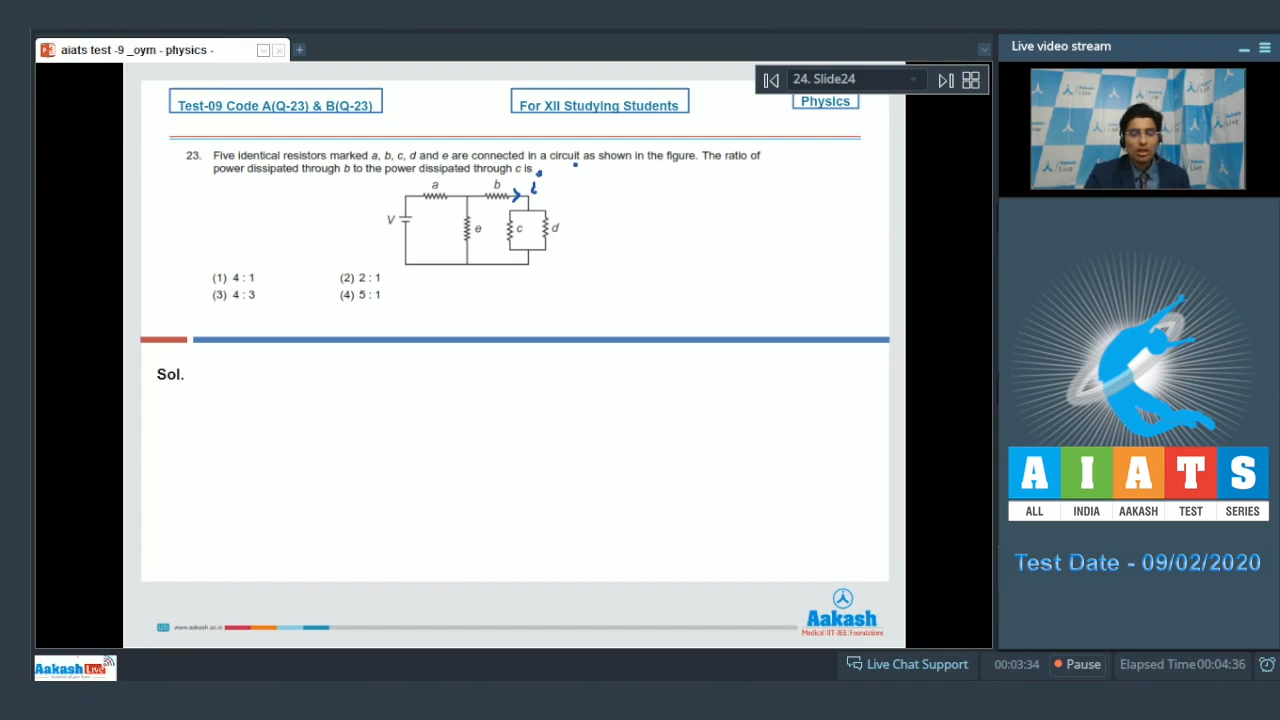 aiats test -9 _oym - physics -
Live video stream
24. Slide24
Test-09 Code A(Q-23) & B(Q-23)
For XII Studying Students
Physics
23. Five identical resistors marked a, b, c, d and e are connected in a circuit as shown in the figure. The ratio of
power dissipated through b to the power dissipated through c is
a
b
i
V
e
c
d
(1) 4 : 1
(2) 2 : 1
(3) 4 : 3
(4) 5 : 1
Sol.
www.aakash.ac.in
Aakash
Medical | IIT-JEE | Foundations
A I A T S
ALL INDIA AAKASH TEST SERIES
Test Date - 09/02/2020
Aakash Live
Live Chat Support
00:03:34
Pause
Elapsed Time 00:04:36